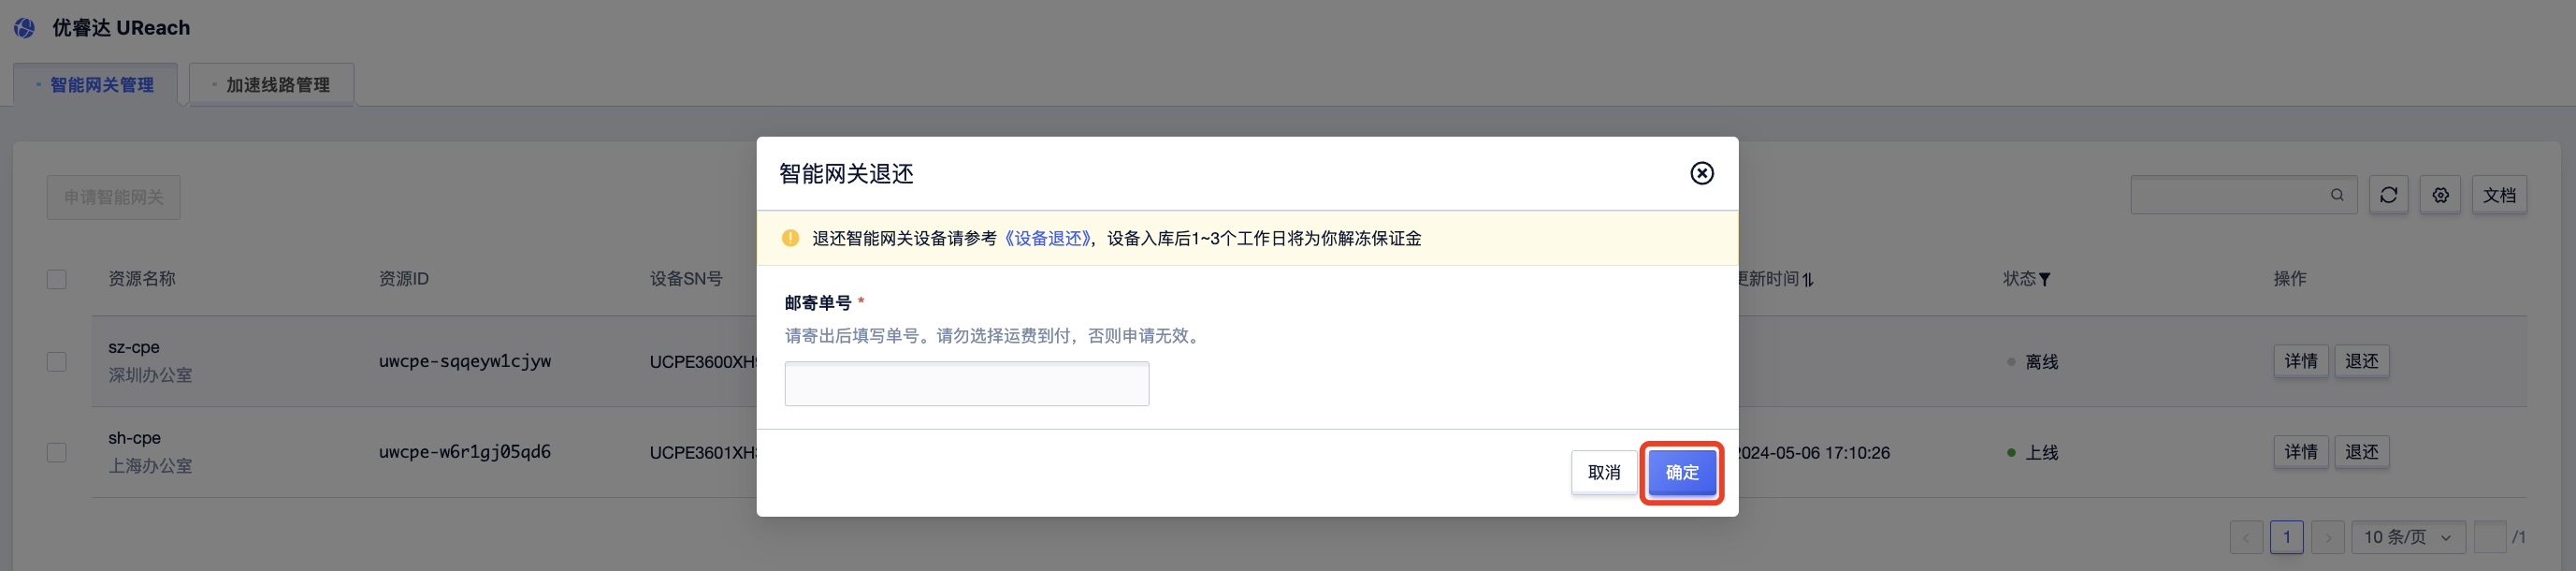 优睿达 UReach
智能网关管理
加速线路管理
申请智能网关
文档
资源名称 资源ID 设备SN号 更新时间 状态 操作
sz-cpe
深圳办公室
uwcpe-sqqeyw1cjyw
离线 详情 退还
sh-cpe
上海办公室
uwcpe-w6r1gj05qd6
2024-05-06 17:10:26 上线 详情 退还
1 10 条/页 /1
智能网关退还
退还智能网关设备请参考《设备退还》，设备入库后1~3个工作日将为你解冻保证金
邮寄单号 *
请寄出后填写单号。请勿选择运费到付，否则申请无效。
取消 确定